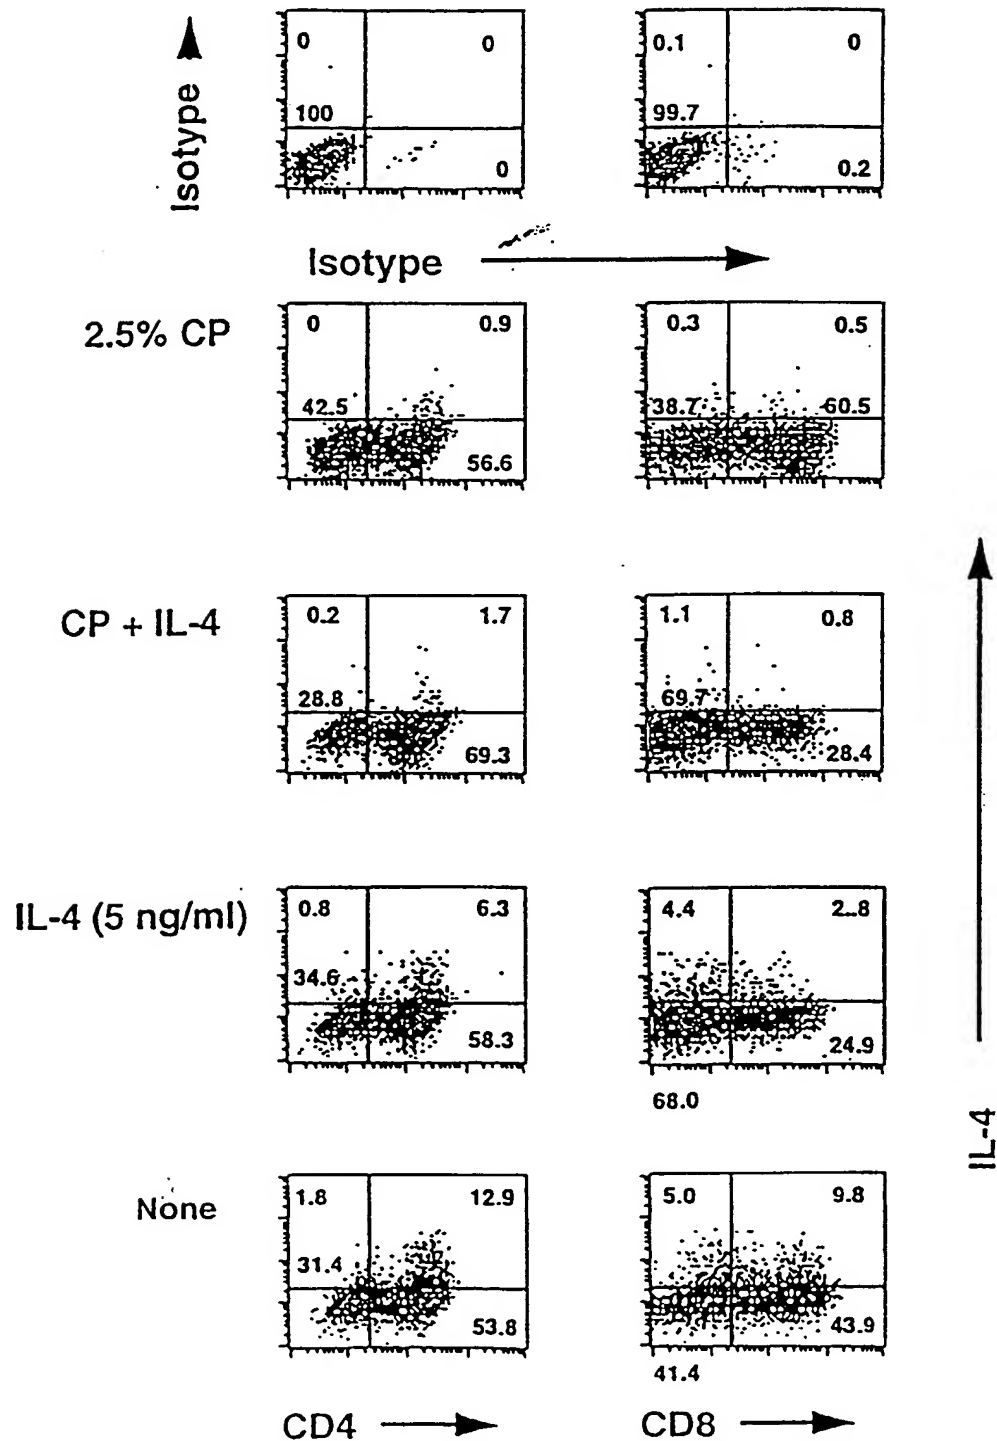 0 0 0.1 0
Isotype
100 99.7
0 0.2
Isotype
2.5% CP
0 0.9 0.3 0.5
42.5 38.7 60.5
56.6
CP + IL-4
0.2 1.7 1.1 0.8
28.8 69.7
69.3 28.4
IL-4 (5 ng/ml)
0.8 6.3 4.4 2.8
34.6
58.3 24.9
68.0
IL-4
None
1.8 12.9 5.0 9.8
31.4
53.8 43.9
41.4
CD4 CD8